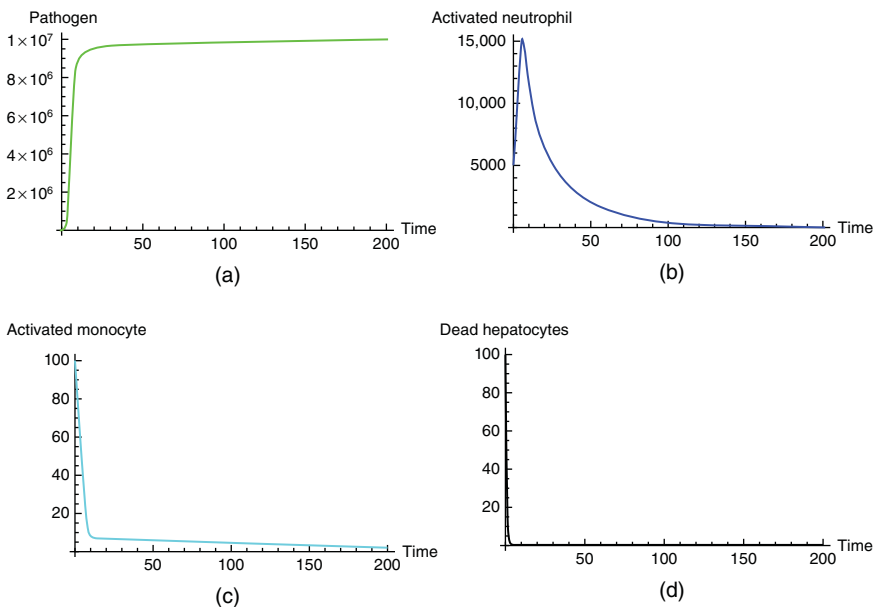 Pathogen
1×10⁷
8×10⁶
6×10⁶
4×10⁶
2×10⁶
50 100 150 200
Time
(a)
Activated neutrophil
15,000
10,000
5000
50 100 150 200
Time
(b)
Activated monocyte
100
80
60
40
20
50 100 150 200
Time
(c)
Dead hepatocytes
100
80
60
40
20
50 100 150 200
Time
(d)